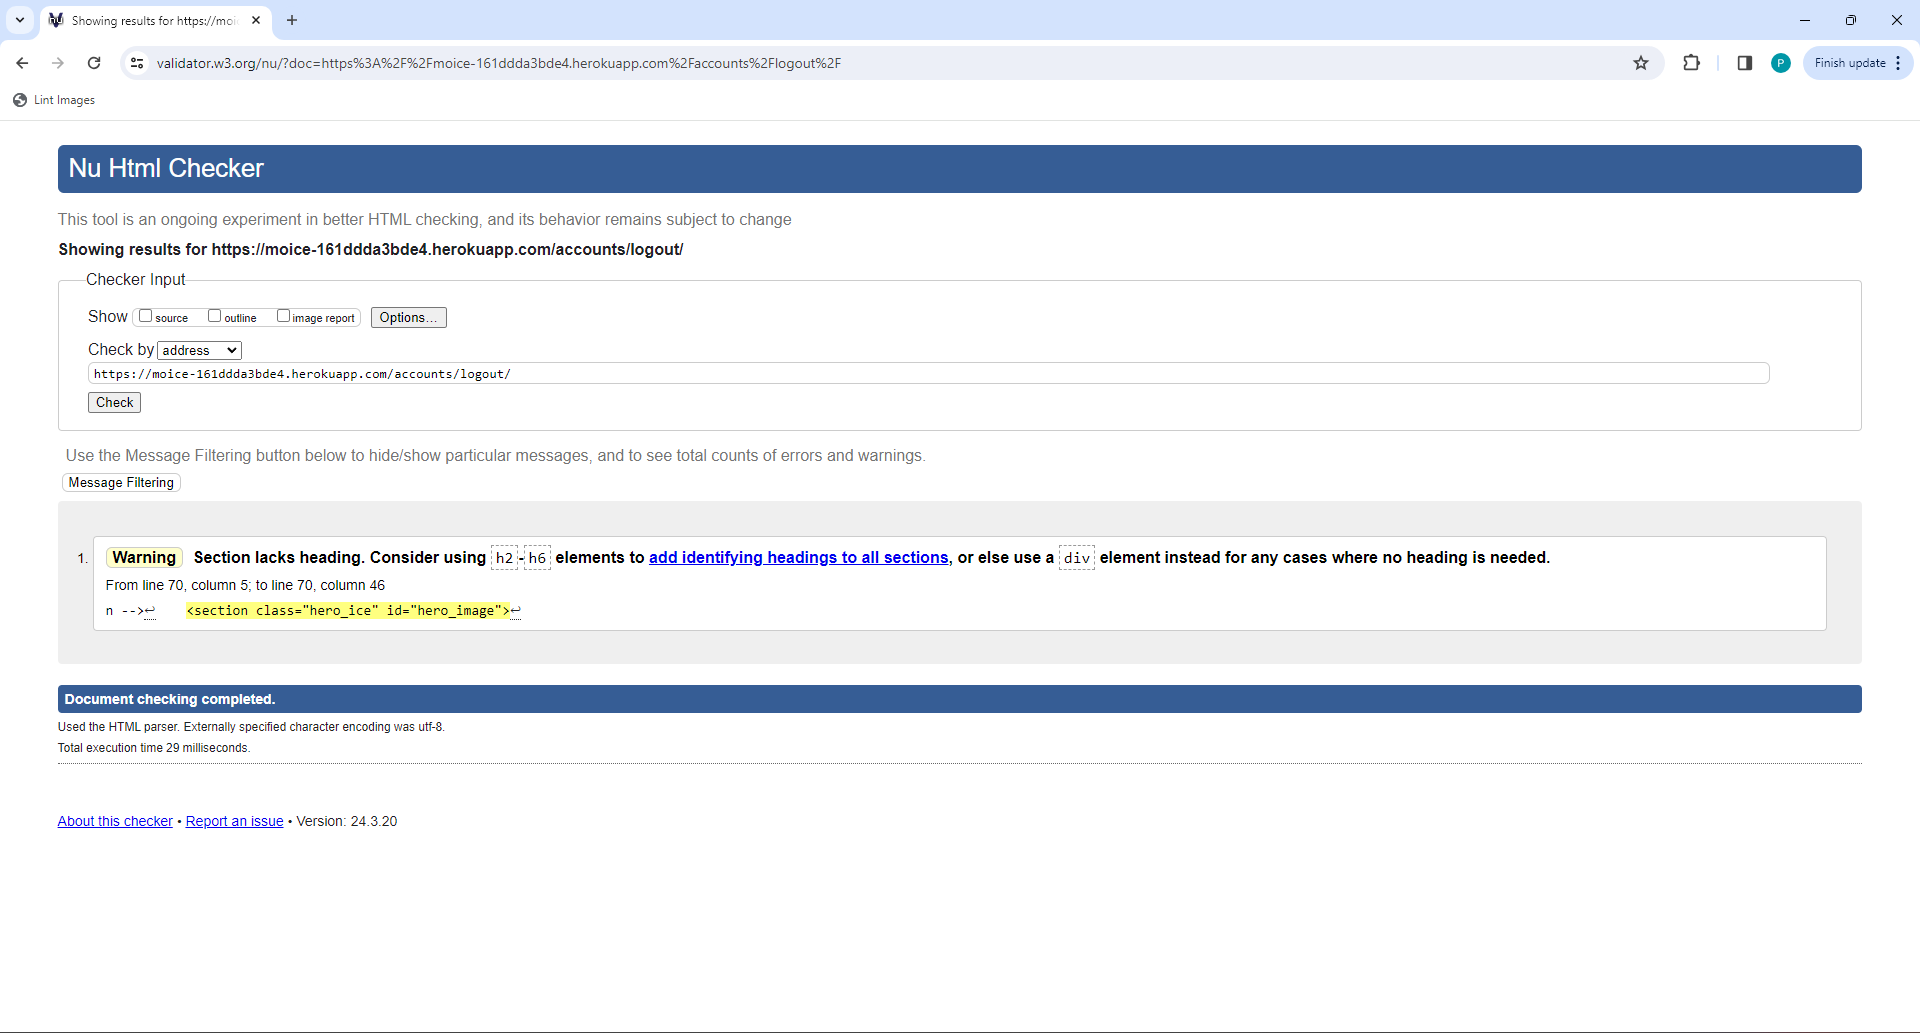 Showing results for https://moi
validator.w3.org/nu/?doc=https%3A%2F%2Fmoice-161ddda3bde4.herokuapp.com%2Faccounts%2Flogout%2F
P
Finish update
Lint Images
Nu Html Checker
This tool is an ongoing experiment in better HTML checking, and its behavior remains subject to change
Showing results for https://moice-161ddda3bde4.herokuapp.com/accounts/logout/
Checker Input
Show source outline image report Options...
Check by address
https://moice-161ddda3bde4.herokuapp.com/accounts/logout/
Check
Use the Message Filtering button below to hide/show particular messages, and to see total counts of errors and warnings.
Message Filtering
1. Warning Section lacks heading. Consider using h2-h6 elements to add identifying headings to all sections, or else use a div element instead for any cases where no heading is needed.
From line 70, column 5; to line 70, column 46
n -->↩ <section class="hero_ice" id="hero_image">↩
Document checking completed.
Used the HTML parser. Externally specified character encoding was utf-8.
Total execution time 29 milliseconds.
About this checker • Report an issue • Version: 24.3.20